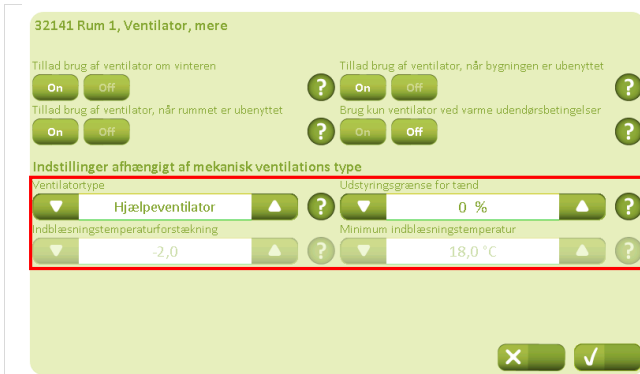 32141 Rum 1, Ventilator, mere
Tillad brug af ventilator om vinteren
Tillad brug af ventilator, når bygningen er ubenyttet
On Off ? On Off ?
Tillad brug af ventilator, når rummet er ubenyttet
Brug kun ventilator ved varme udendørsbetingelser
On Off ? On Off ?
Indstillinger afhængigt af mekanisk ventilations type
Ventilatortype
Udstyringsgrænse for tænd
Hjælpeventilator ? 0 % ?
Indblæsningstemperaturforstækning
Minimum indblæsningstemperatur
-2,0 ? 18,0 °C ?